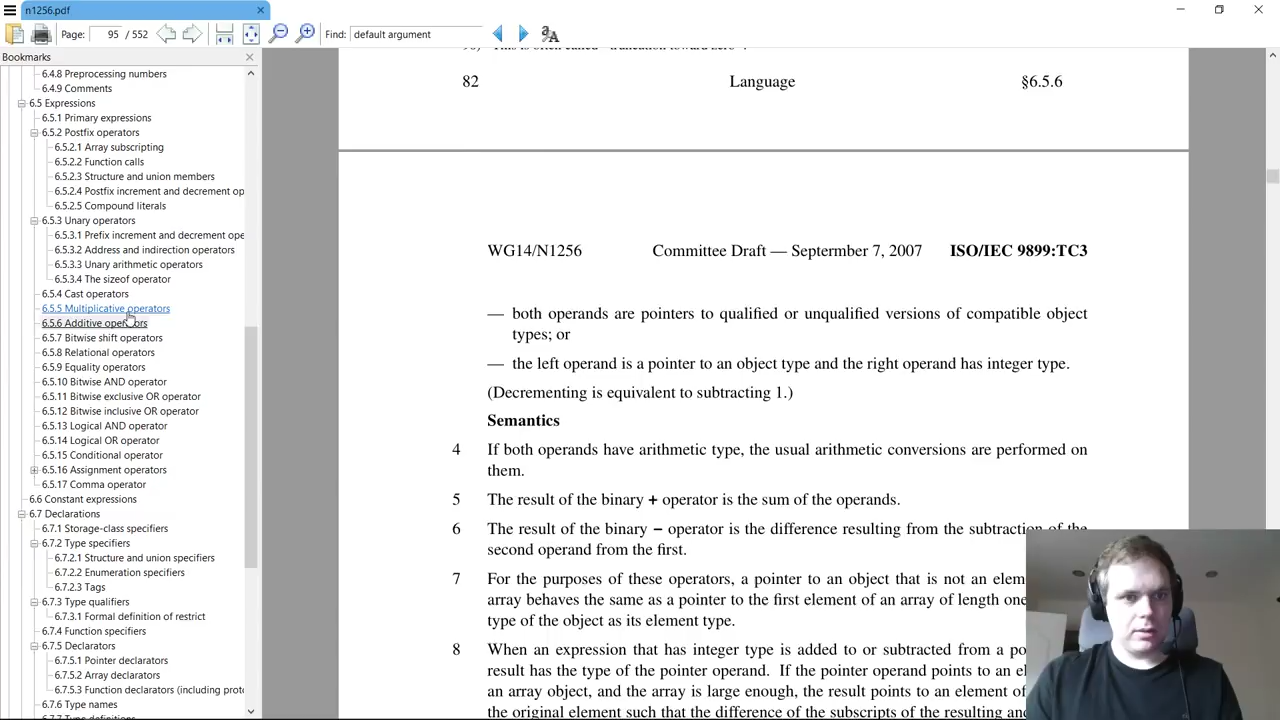 n1256.pdf
Page: 95 / 552 Find: default argument
Bookmarks
6.4.8 Preprocessing numbers
6.4.9 Comments
6.5 Expressions
6.5.1 Primary expressions
6.5.2 Postfix operators
6.5.2.1 Array subscripting
6.5.2.2 Function calls
6.5.2.3 Structure and union members
6.5.2.4 Postfix increment and decrement op
6.5.2.5 Compound literals
6.5.3 Unary operators
6.5.3.1 Prefix increment and decrement ope
6.5.3.2 Address and indirection operators
6.5.3.3 Unary arithmetic operators
6.5.3.4 The sizeof operator
6.5.4 Cast operators
6.5.5 Multiplicative operators
6.5.6 Additive operators
6.5.7 Bitwise shift operators
6.5.8 Relational operators
6.5.9 Equality operators
6.5.10 Bitwise AND operator
6.5.11 Bitwise exclusive OR operator
6.5.12 Bitwise inclusive OR operator
6.5.13 Logical AND operator
6.5.14 Logical OR operator
6.5.15 Conditional operator
6.5.16 Assignment operators
6.5.17 Comma operator
6.6 Constant expressions
6.7 Declarations
6.7.1 Storage-class specifiers
6.7.2 Type specifiers
6.7.2.1 Structure and union specifiers
6.7.2.2 Enumeration specifiers
6.7.2.3 Tags
6.7.3 Type qualifiers
6.7.3.1 Formal definition of restrict
6.7.4 Function specifiers
6.7.5 Declarators
6.7.5.1 Pointer declarators
6.7.5.2 Array declarators
6.7.5.3 Function declarators (including prot
6.7.6 Type names
82 Language §6.5.6
WG14/N1256 Committee Draft — Septermber 7, 2007 ISO/IEC 9899:TC3
— both operands are pointers to qualified or unqualified versions of compatible object
types; or
— the left operand is a pointer to an object type and the right operand has integer type.
(Decrementing is equivalent to subtracting 1.)
Semantics
4 If both operands have arithmetic type, the usual arithmetic conversions are performed on
them.
5 The result of the binary + operator is the sum of the operands.
6 The result of the binary − operator is the difference resulting from the subtraction of the
second operand from the first.
7 For the purposes of these operators, a pointer to an object that is not an elem
array behaves the same as a pointer to the first element of an array of length one
type of the object as its element type.
8 When an expression that has integer type is added to or subtracted from a po
result has the type of the pointer operand. If the pointer operand points to an el
an array object, and the array is large enough, the result points to an element of
the original element such that the difference of the subscripts of the resulting and